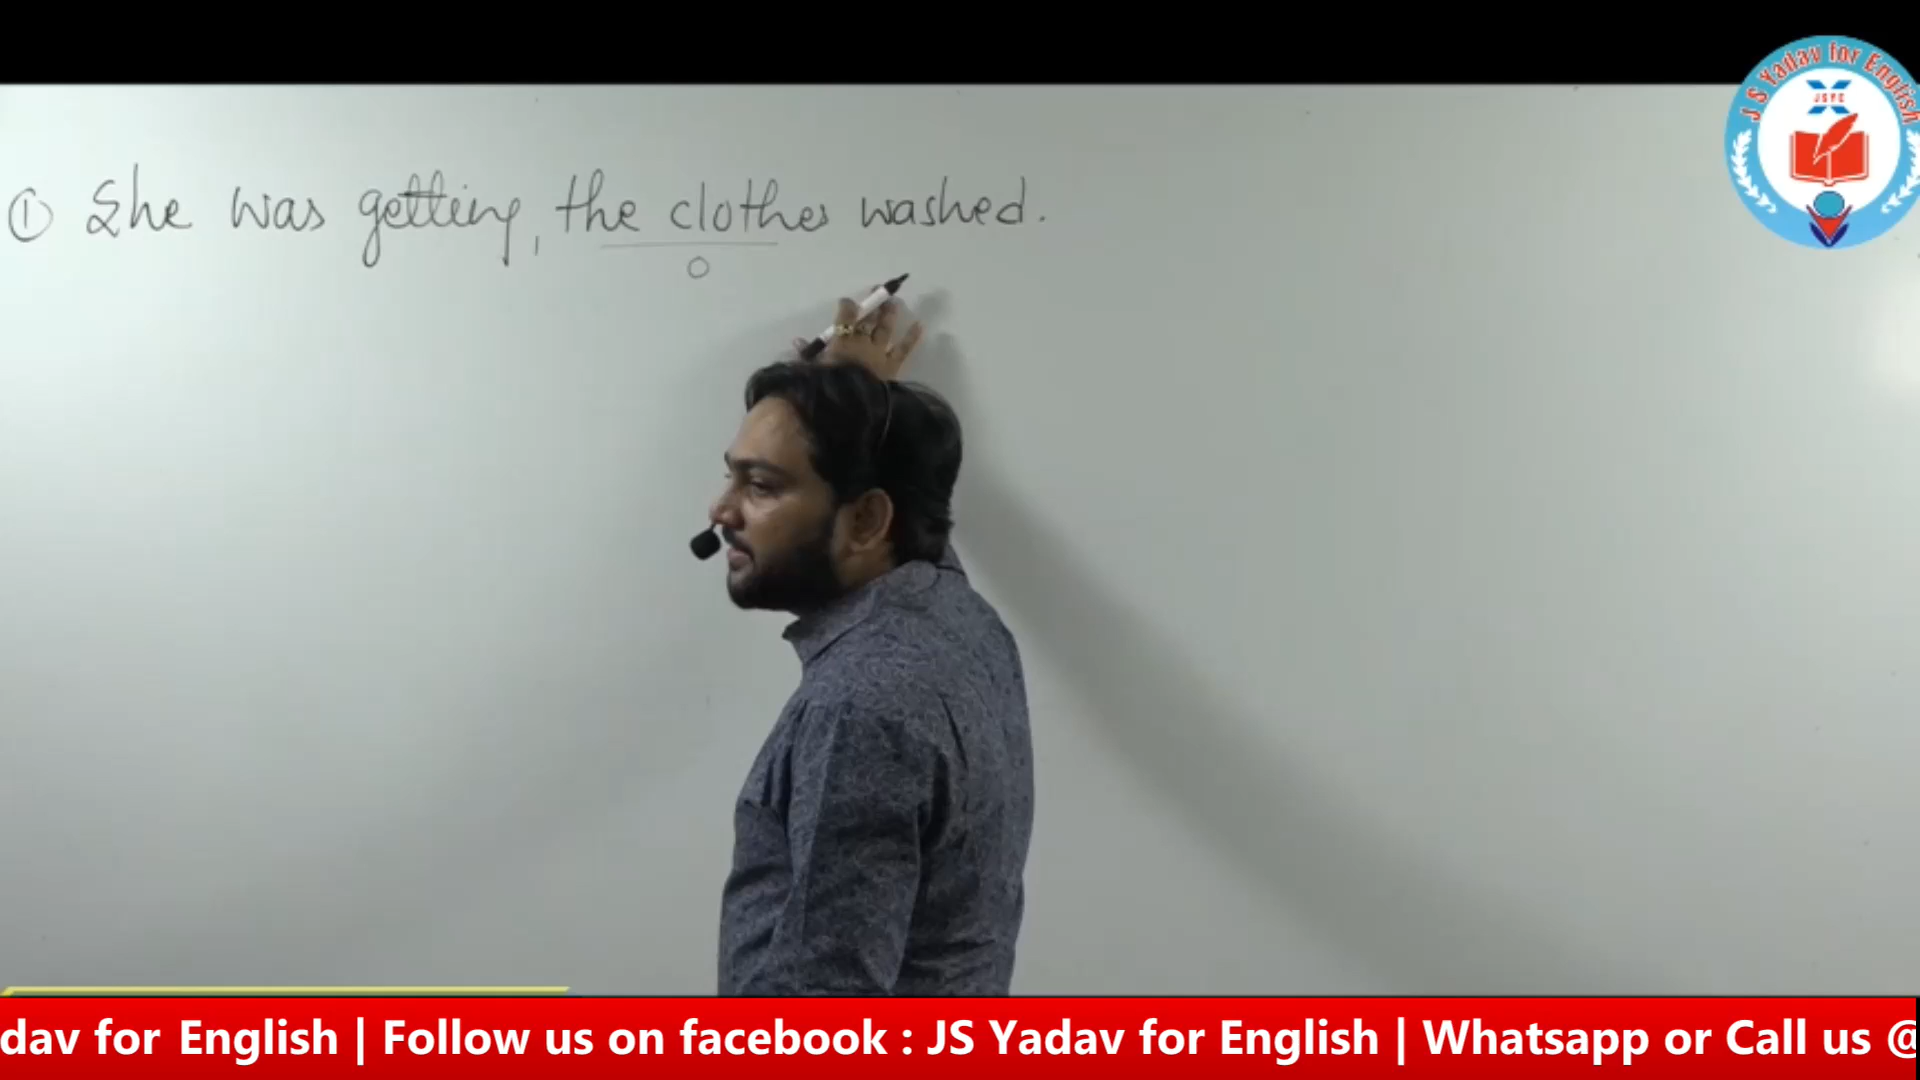 J S Yadav for English
JSYC
① She was getting, the clothes washed.
O
dav for English | Follow us on facebook : JS Yadav for English | Whatsapp or Call us @